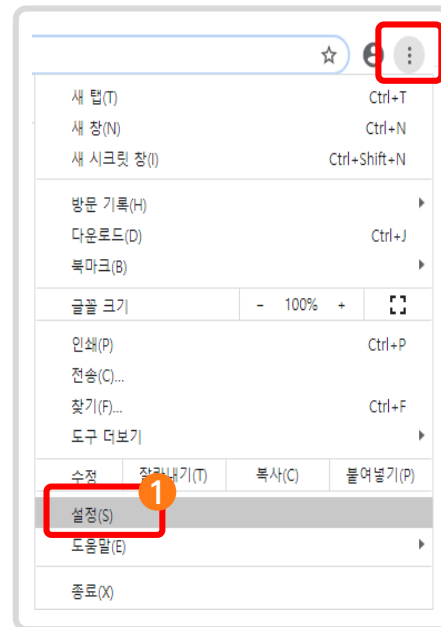 새 탭(T) Ctrl+T
새 창(N) Ctrl+N
새 시크릿 창(I) Ctrl+Shift+N
방문 기록(H)
다운로드(D) Ctrl+J
북마크(B)
글꼴 크기 - 100% +
인쇄(P) Ctrl+P
전송(C)...
찾기(F)... Ctrl+F
도구 더보기
수정 잘라내기(T) 복사(C) 붙여넣기(P)
1
설정(S)
도움말(E)
종료(X)